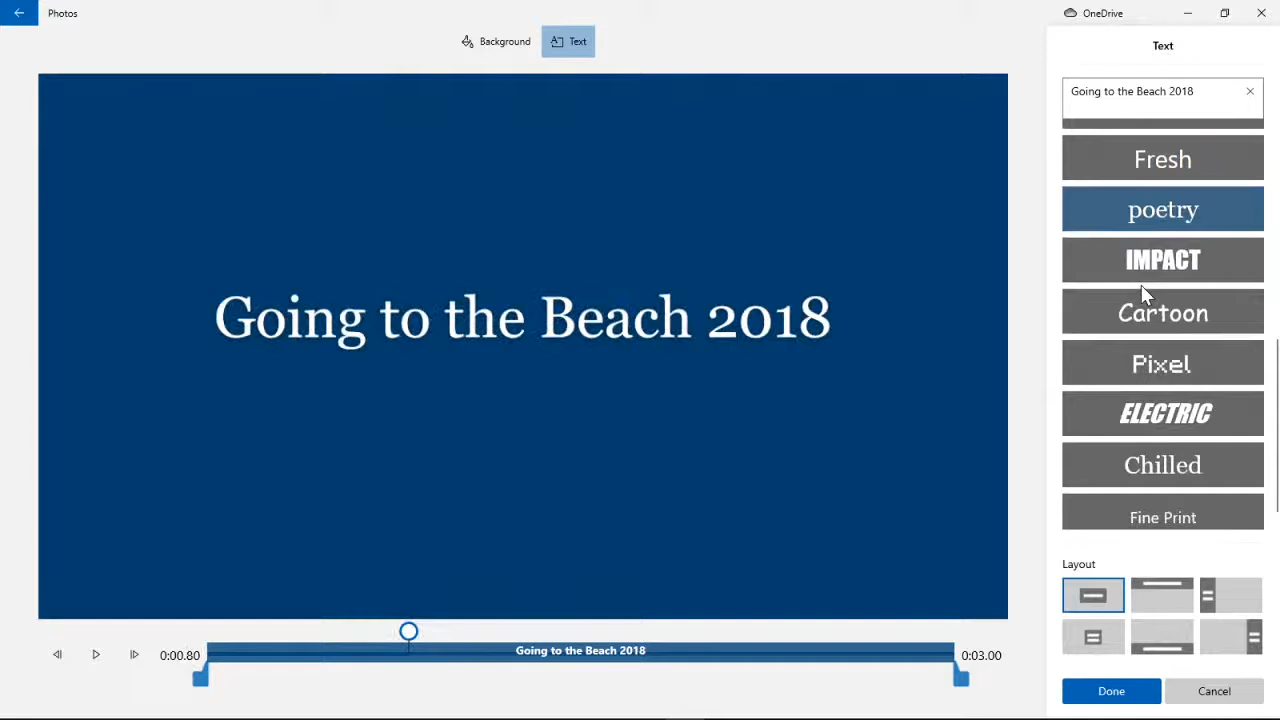 Photos
OneDrive
Background
Text
Text
Going to the Beach 2018
Fresh
poetry
IMPACT
Cartoon
Pixel
ELECTRIC
Chilled
Fine Print
Going to the Beach 2018
Layout
0:00.80
Going to the Beach 2018
0:03.00
Done
Cancel